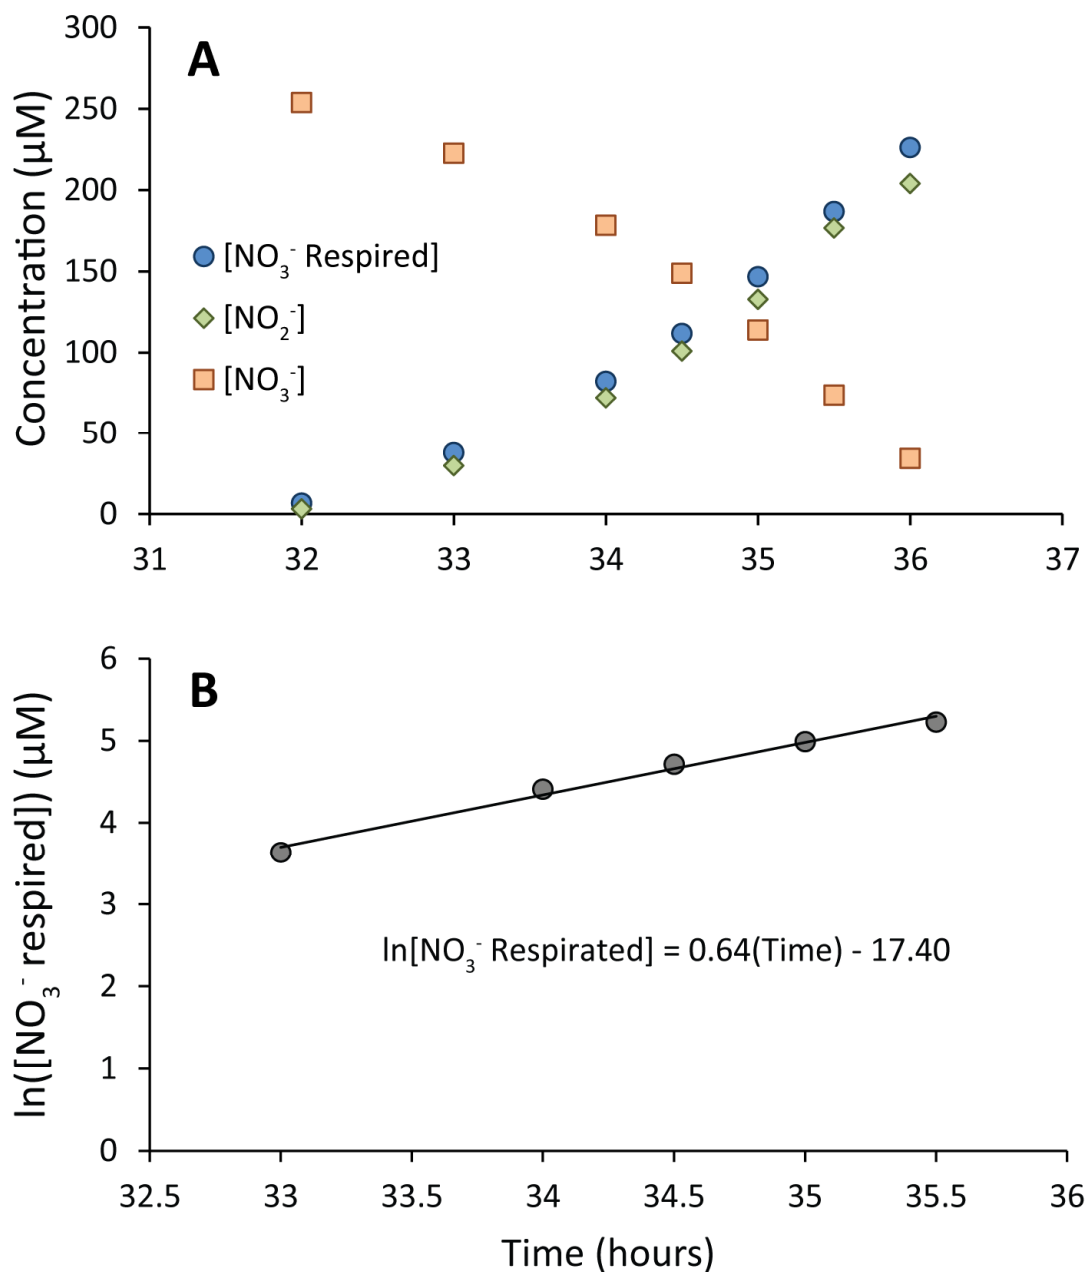 A
300
250
200
150
100
50
0
Concentration (µM)
[NO₃⁻ Respired]
[NO₂⁻]
[NO₃⁻]
31 32 33 34 35 36 37
B
6
5
4
3
2
1
0
ln([NO₃⁻ respired]) (µM)
ln[NO₃⁻ Respirated] = 0.64(Time) - 17.40
32.5 33 33.5 34 34.5 35 35.5 36
Time (hours)